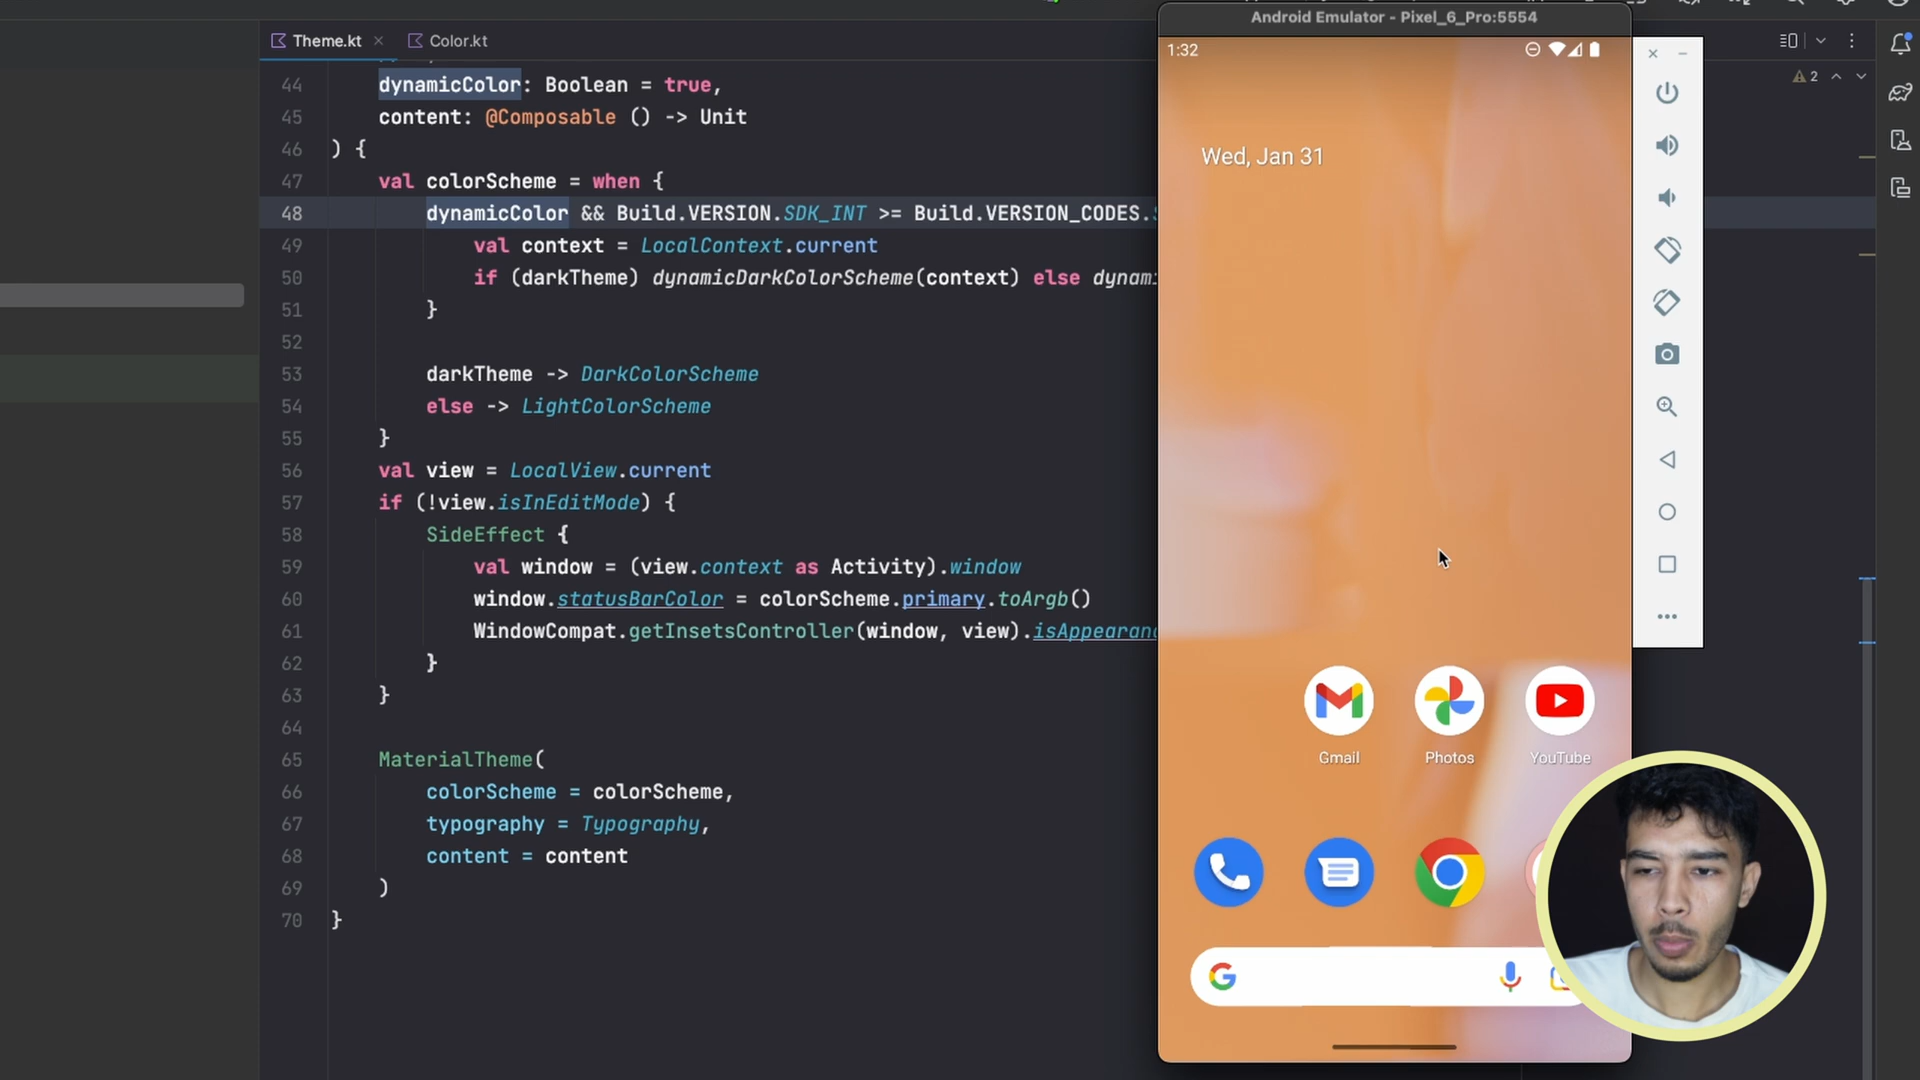 Android Emulator - Pixel_6_Pro:5554
Theme.kt
Color.kt
1:32
2
44 dynamicColor: Boolean = true,
45 content: @Composable () -> Unit
46 ) {
47 val colorScheme = when {
48 dynamicColor && Build.VERSION.SDK_INT >= Build.VERSION_CODES.
49 val context = LocalContext.current
50 if (darkTheme) dynamicDarkColorScheme(context) else dynam
51 }
52
53 darkTheme -> DarkColorScheme
54 else -> LightColorScheme
55 }
56 val view = LocalView.current
57 if (!view.isInEditMode) {
58 SideEffect {
59 val window = (view.context as Activity).window
60 window.statusBarColor = colorScheme.primary.toArgb()
61 WindowCompat.getInsetsController(window, view).isAppearan
62 }
63 }
64
65 MaterialTheme(
66 colorScheme = colorScheme,
67 typography = Typography,
68 content = content
69 )
70 }
Wed, Jan 31
Gmail
Photos
YouTube